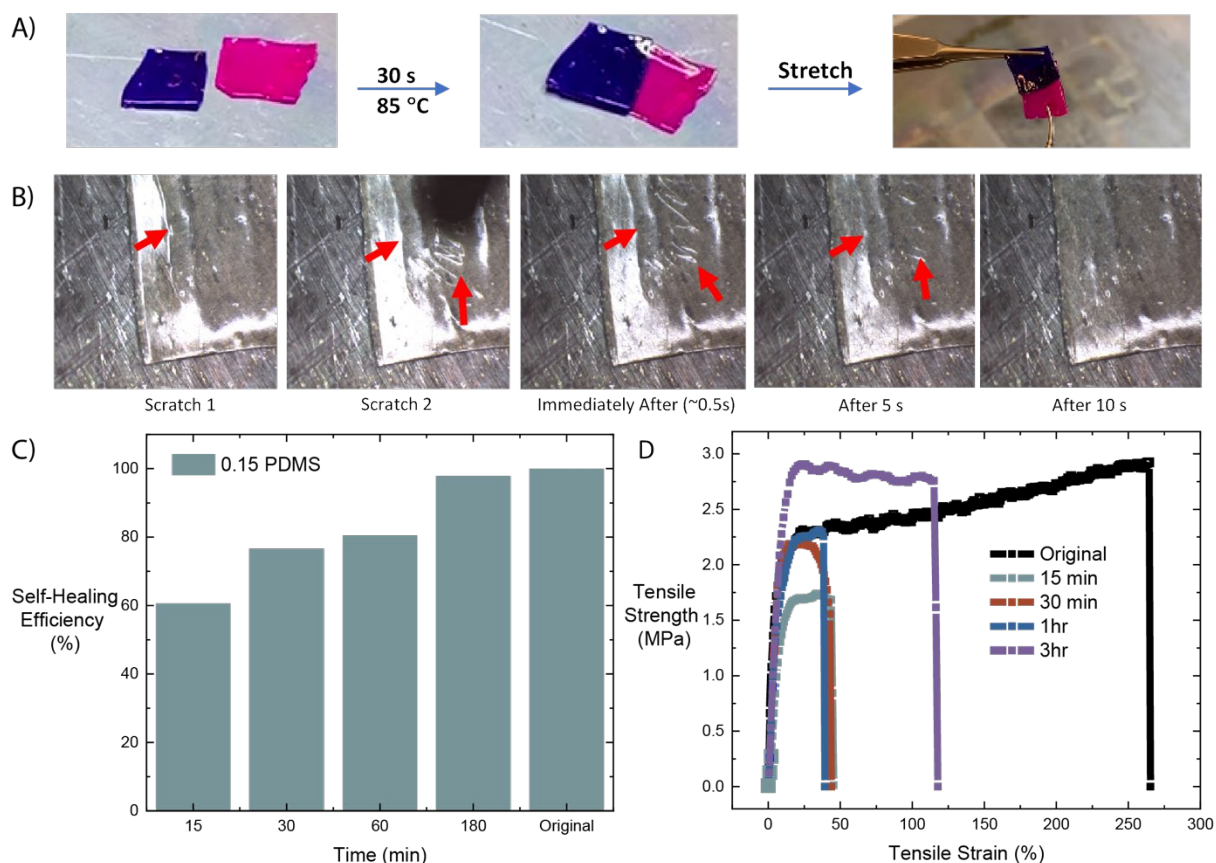 A)
30 s
85 °C
Stretch
B)
Scratch 1
Scratch 2
Immediately After (~0.5s)
After 5 s
After 10 s
C)
0.15 PDMS
Self-Healing
Efficiency
(%)
100
80
60
40
20
0
15
30
60
180
Original
Time (min)
D
Tensile
Strength
(MPa)
3.0
2.5
2.0
1.5
1.0
0.5
0.0
Original
15 min
30 min
1hr
3hr
0
50
100
150
200
250
300
Tensile Strain (%)